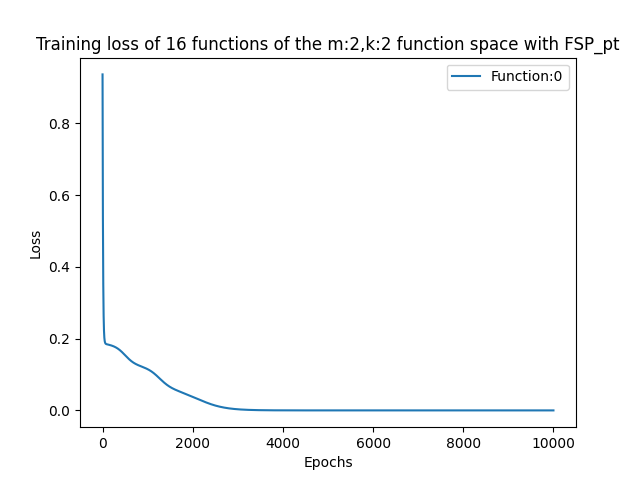 Training loss of 16 functions of the m:2,k:2 function space with FSP_pt
Function:0
Loss
0.8
0.6
0.4
0.2
0.0
0 2000 4000 6000 8000 10000
Epochs